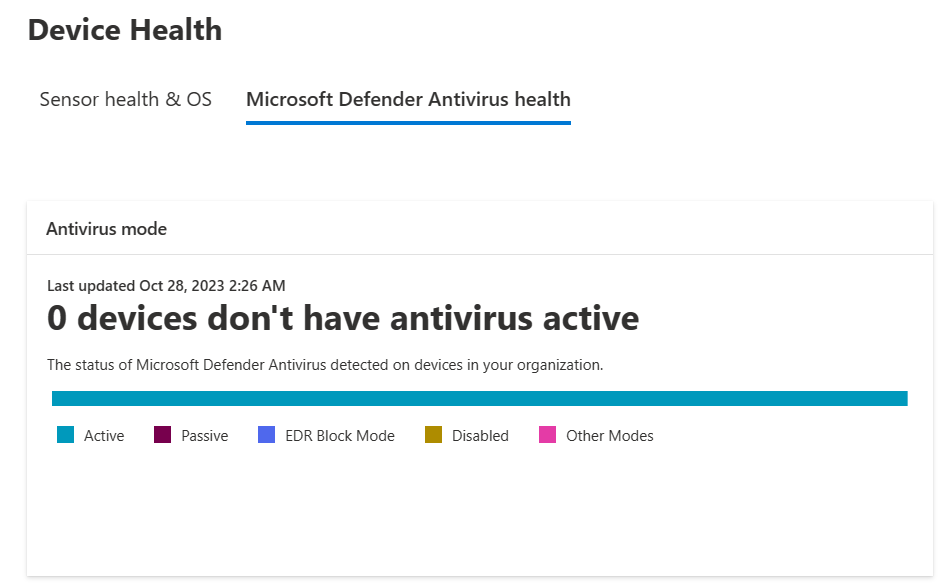 Device Health
Sensor health & OS
Microsoft Defender Antivirus health
Antivirus mode
Last updated Oct 28, 2023 2:26 AM
0 devices don't have antivirus active
The status of Microsoft Defender Antivirus detected on devices in your organization.
Active
Passive
EDR Block Mode
Disabled
Other Modes